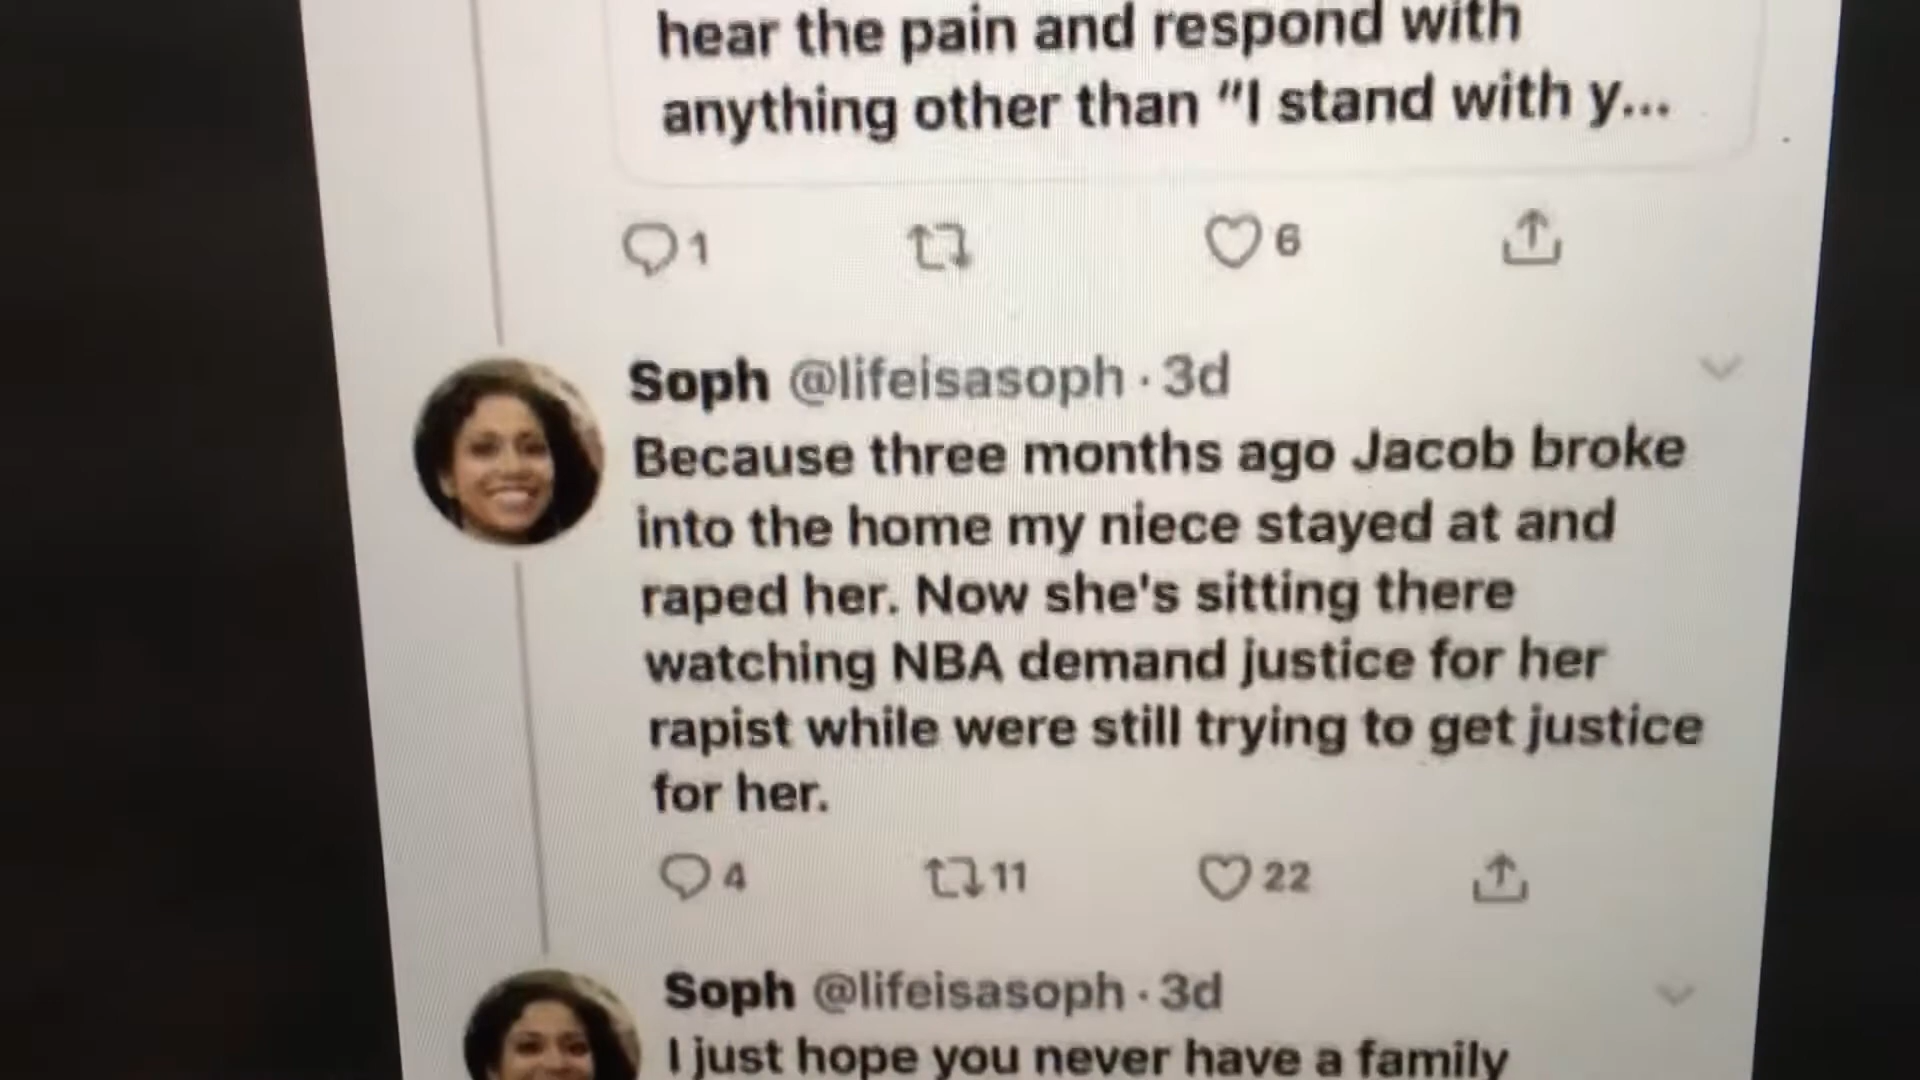 hear the pain and respond with
anything other than “I stand with y...
1 6
Soph @lifeisasoph · 3d
Because three months ago Jacob broke
into the home my niece stayed at and
raped her. Now she's sitting there
watching NBA demand justice for her
rapist while were still trying to get justice
for her.
4 11 22
Soph @lifeisasoph · 3d
I just hope you never have a family